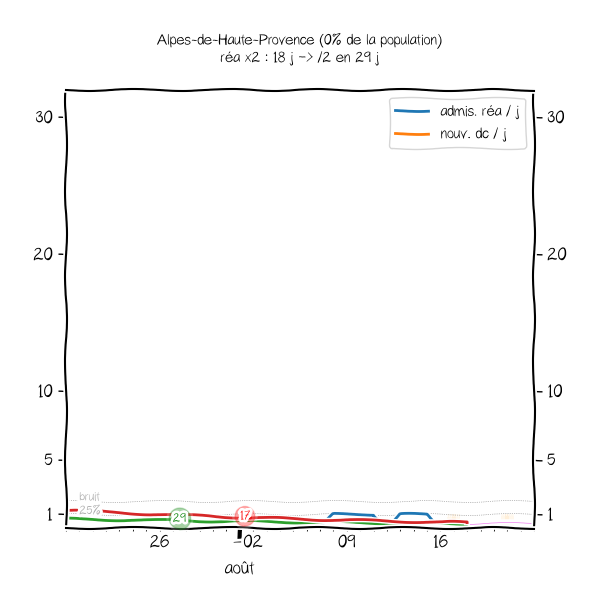 Alpes-de-Haute-Provence (0% de la population)
réa x2 : 18 j -> /2 en 29 j
admis. réa / j
nouv. dc / j
30
30
20
20
10
10
5
5
bruit
25%
1
29
17
1
26
02
09
16
août